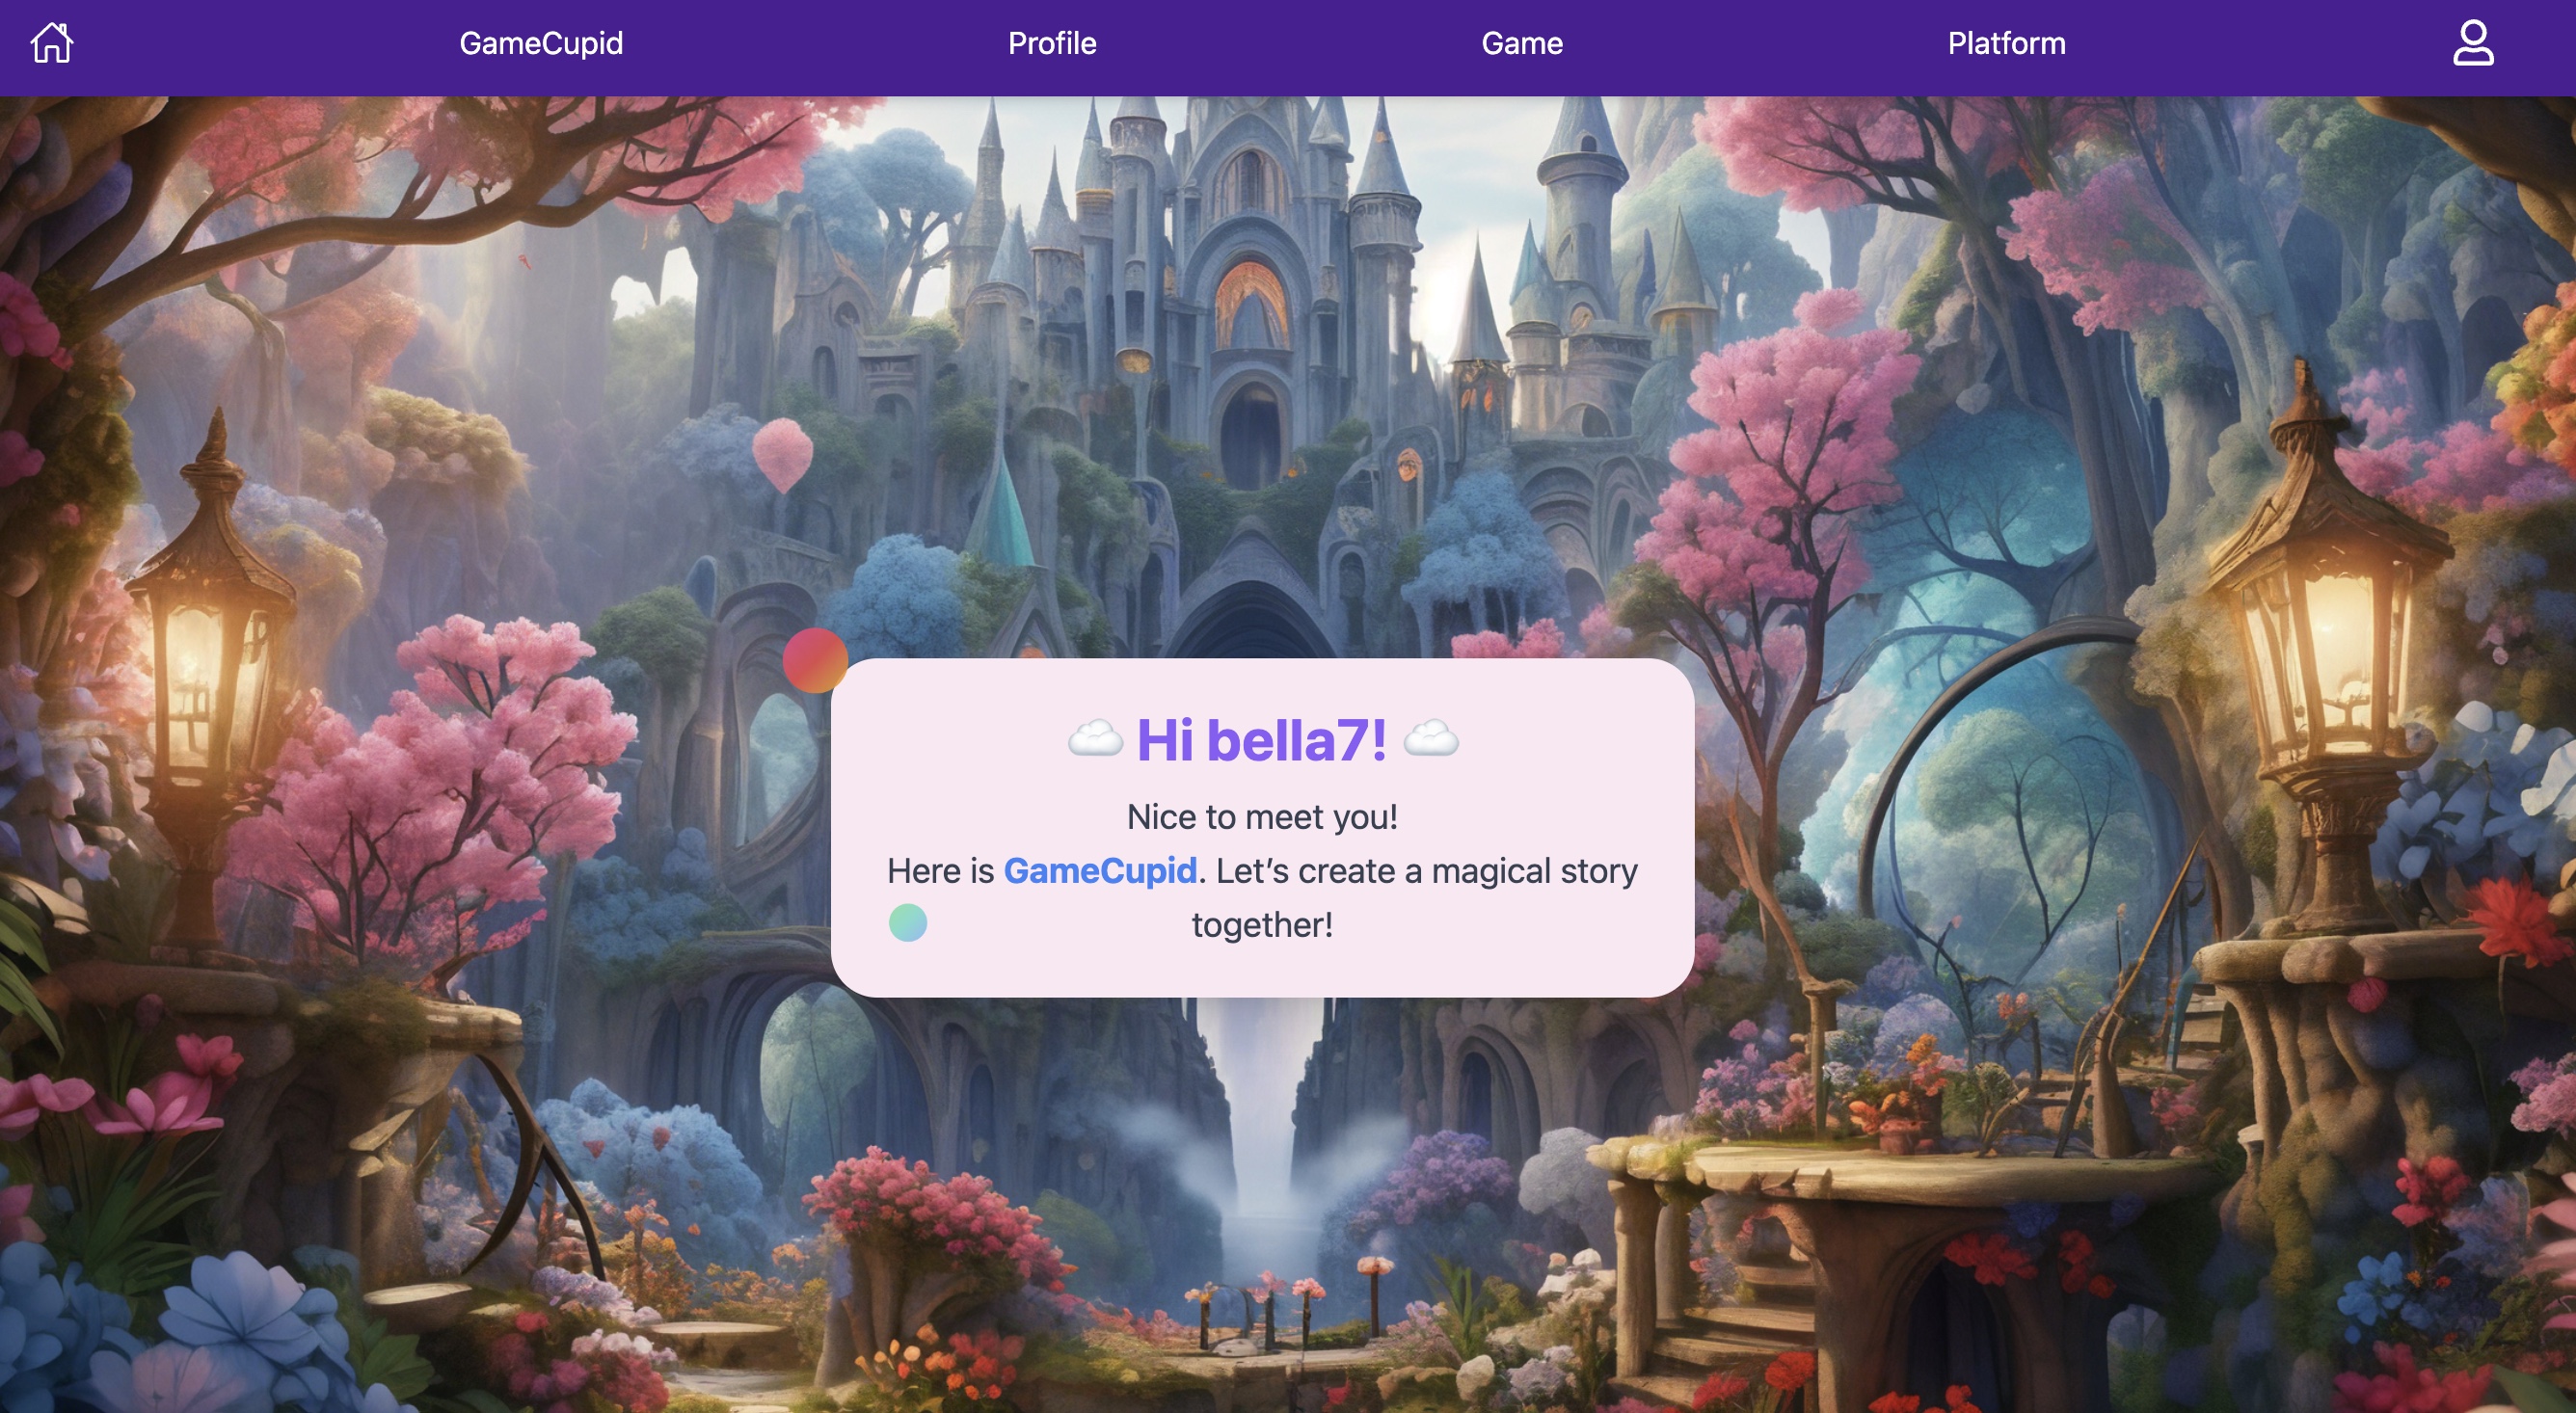 GameCupid Profile Game Platform
☁️ Hi bella7! ☁️
Nice to meet you!
Here is GameCupid. Let’s create a magical story
together!